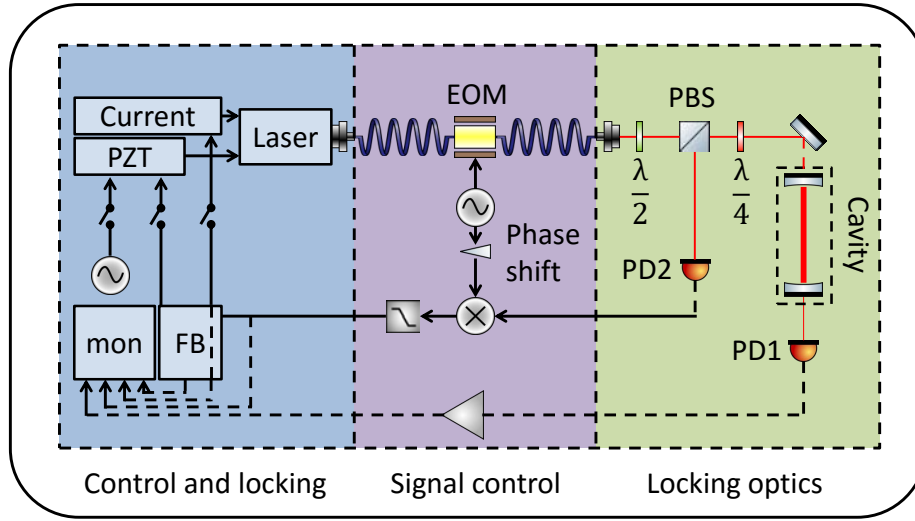 Current
PZT
Laser
EOM
PBS
λ
2
λ
4
Cavity
Phase
shift
PD2
PD1
mon
FB
Control and locking
Signal control
Locking optics